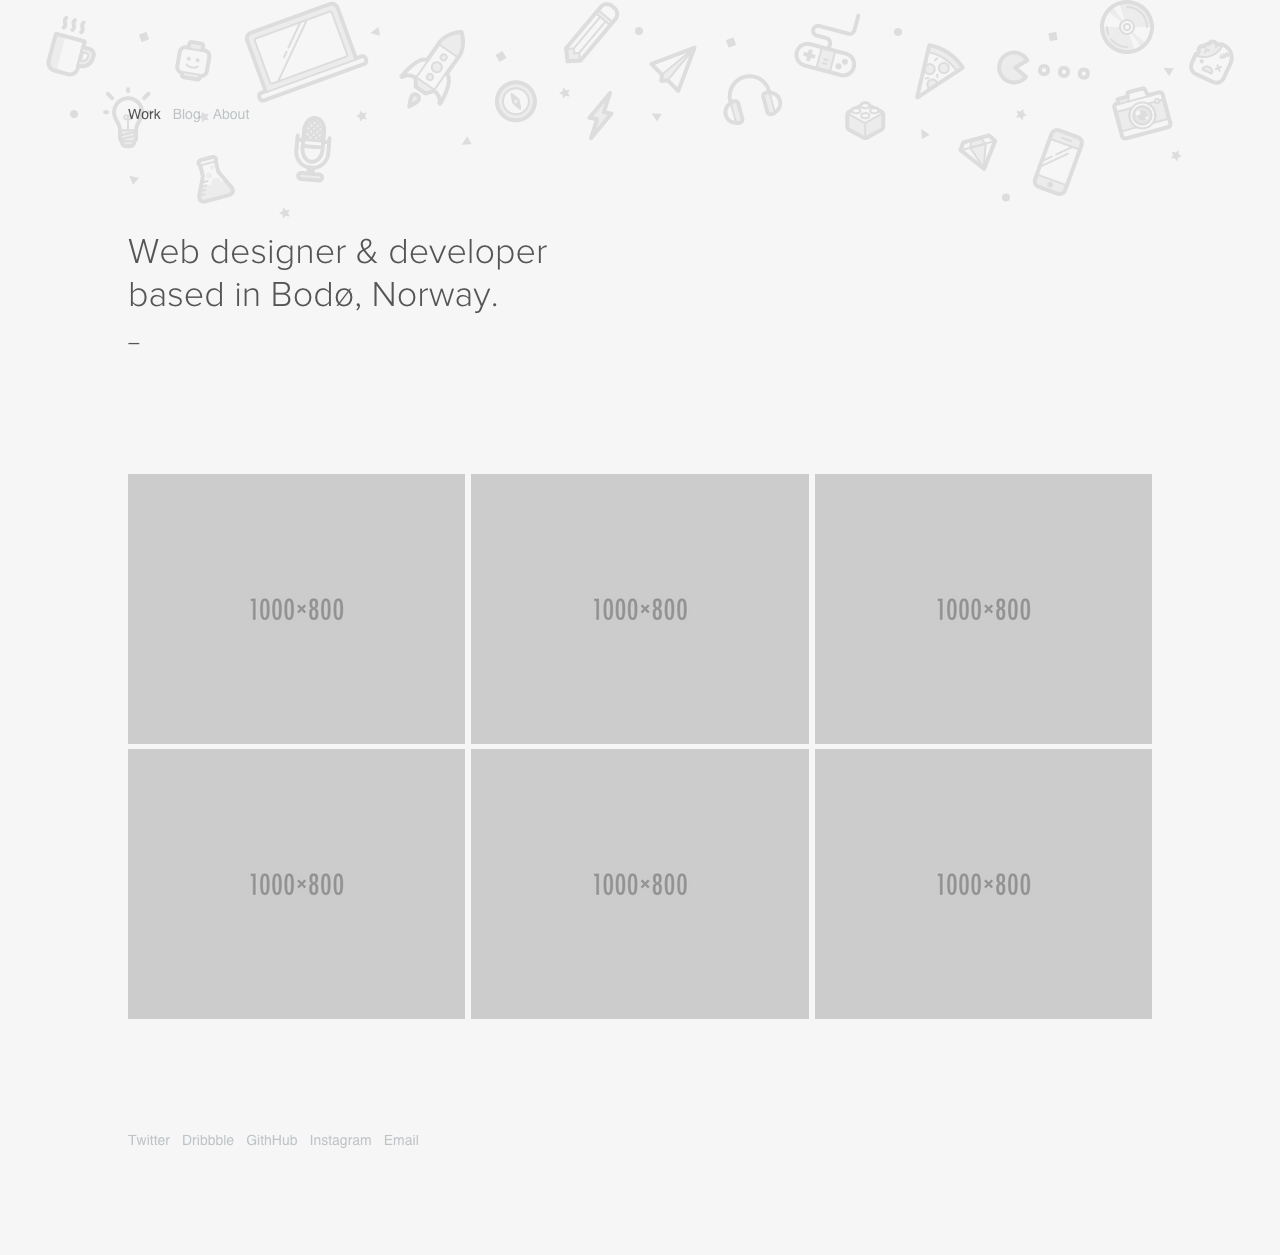 Work Blog About
Web designer & developer
based in Bodø, Norway.
–
1000×800 1000×800 1000×800
1000×800 1000×800 1000×800
Twitter Dribbble GithHub Instagram Email